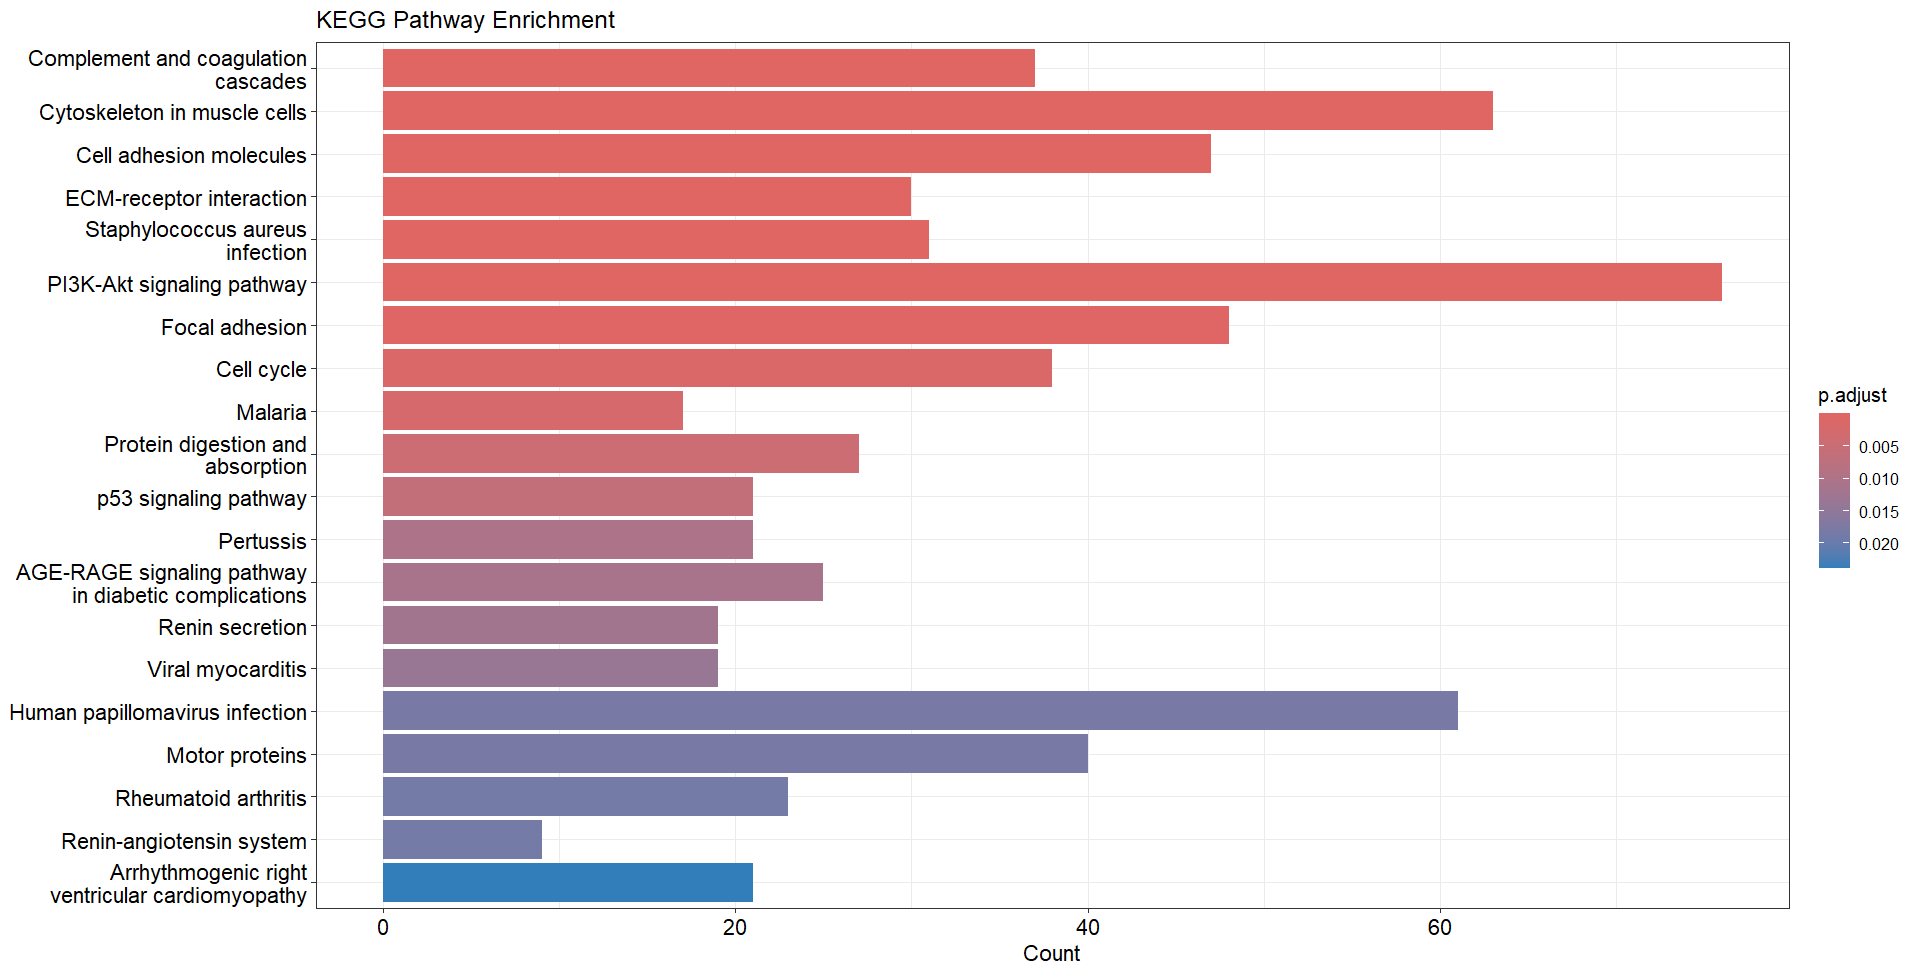 KEGG Pathway Enrichment
Complement and coagulation
cascades
Cytoskeleton in muscle cells
Cell adhesion molecules
ECM-receptor interaction
Staphylococcus aureus
infection
PI3K-Akt signaling pathway
Focal adhesion
Cell cycle
Malaria
Protein digestion and
absorption
p53 signaling pathway
Pertussis
AGE-RAGE signaling pathway
in diabetic complications
Renin secretion
Viral myocarditis
Human papillomavirus infection
Motor proteins
Rheumatoid arthritis
Renin-angiotensin system
Arrhythmogenic right
ventricular cardiomyopathy
0 20 40 60
Count
p.adjust
0.005
0.010
0.015
0.020